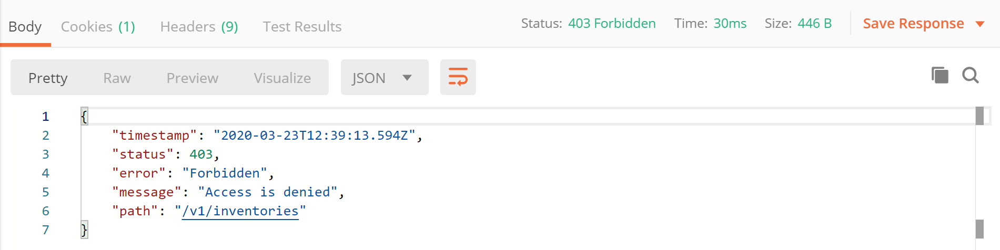 Body Cookies (1) Headers (9) Test Results Status: 403 Forbidden Time: 30ms Size: 446 B Save Response
Pretty Raw Preview Visualize JSON
1 {
2 "timestamp": "2020-03-23T12:39:13.594Z",
3 "status": 403,
4 "error": "Forbidden",
5 "message": "Access is denied",
6 "path": "/v1/inventories"
7 }